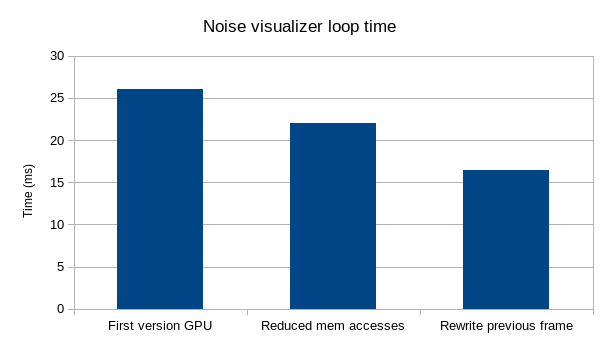 Noise visualizer loop time
30
25
20
15
10
5
0
Time (ms)
First version GPU
Reduced mem accesses
Rewrite previous frame